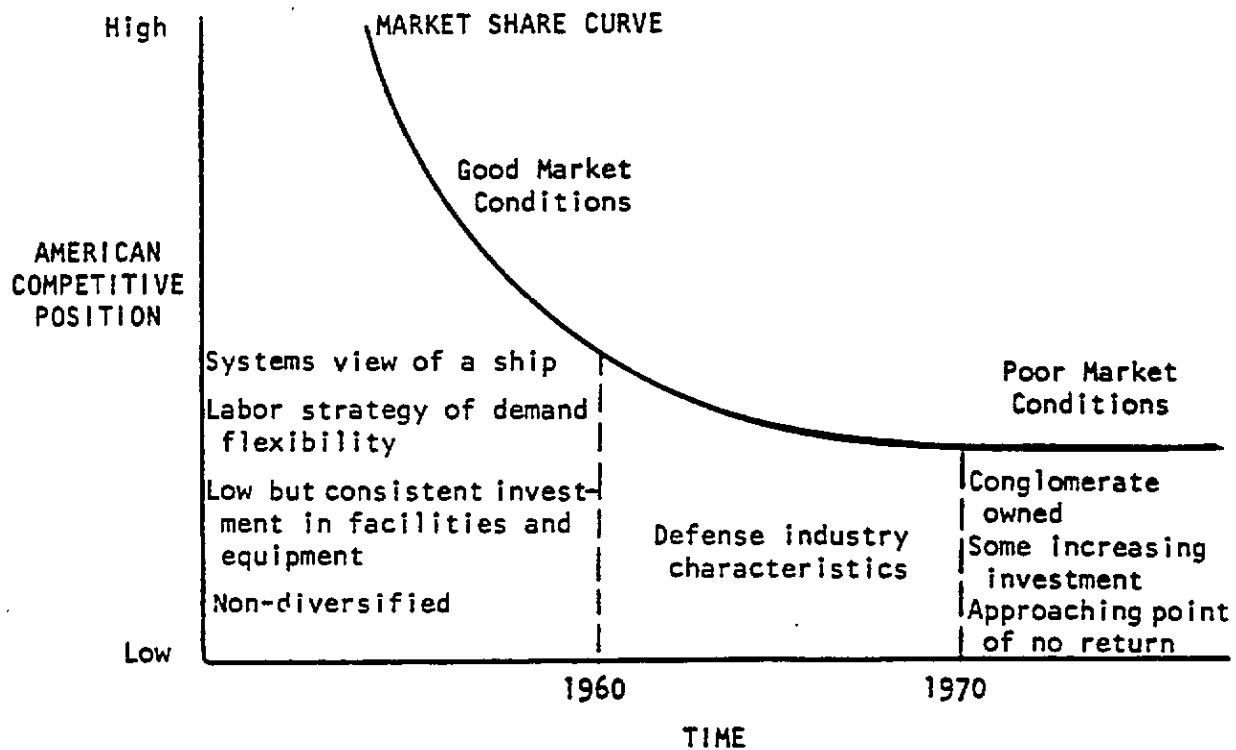 High
MARKET SHARE CURVE
Good Market
Conditions
AMERICAN
COMPETITIVE
POSITION
Systems view of a ship
Labor strategy of demand
flexibility
Low but consistent invest-
ment in facilities and
equipment
Non-diversified
Defense industry
characteristics
Poor Market
Conditions
Conglomerate
owned
Some increasing
investment
Approaching point
of no return
Low
1960
1970
TIME